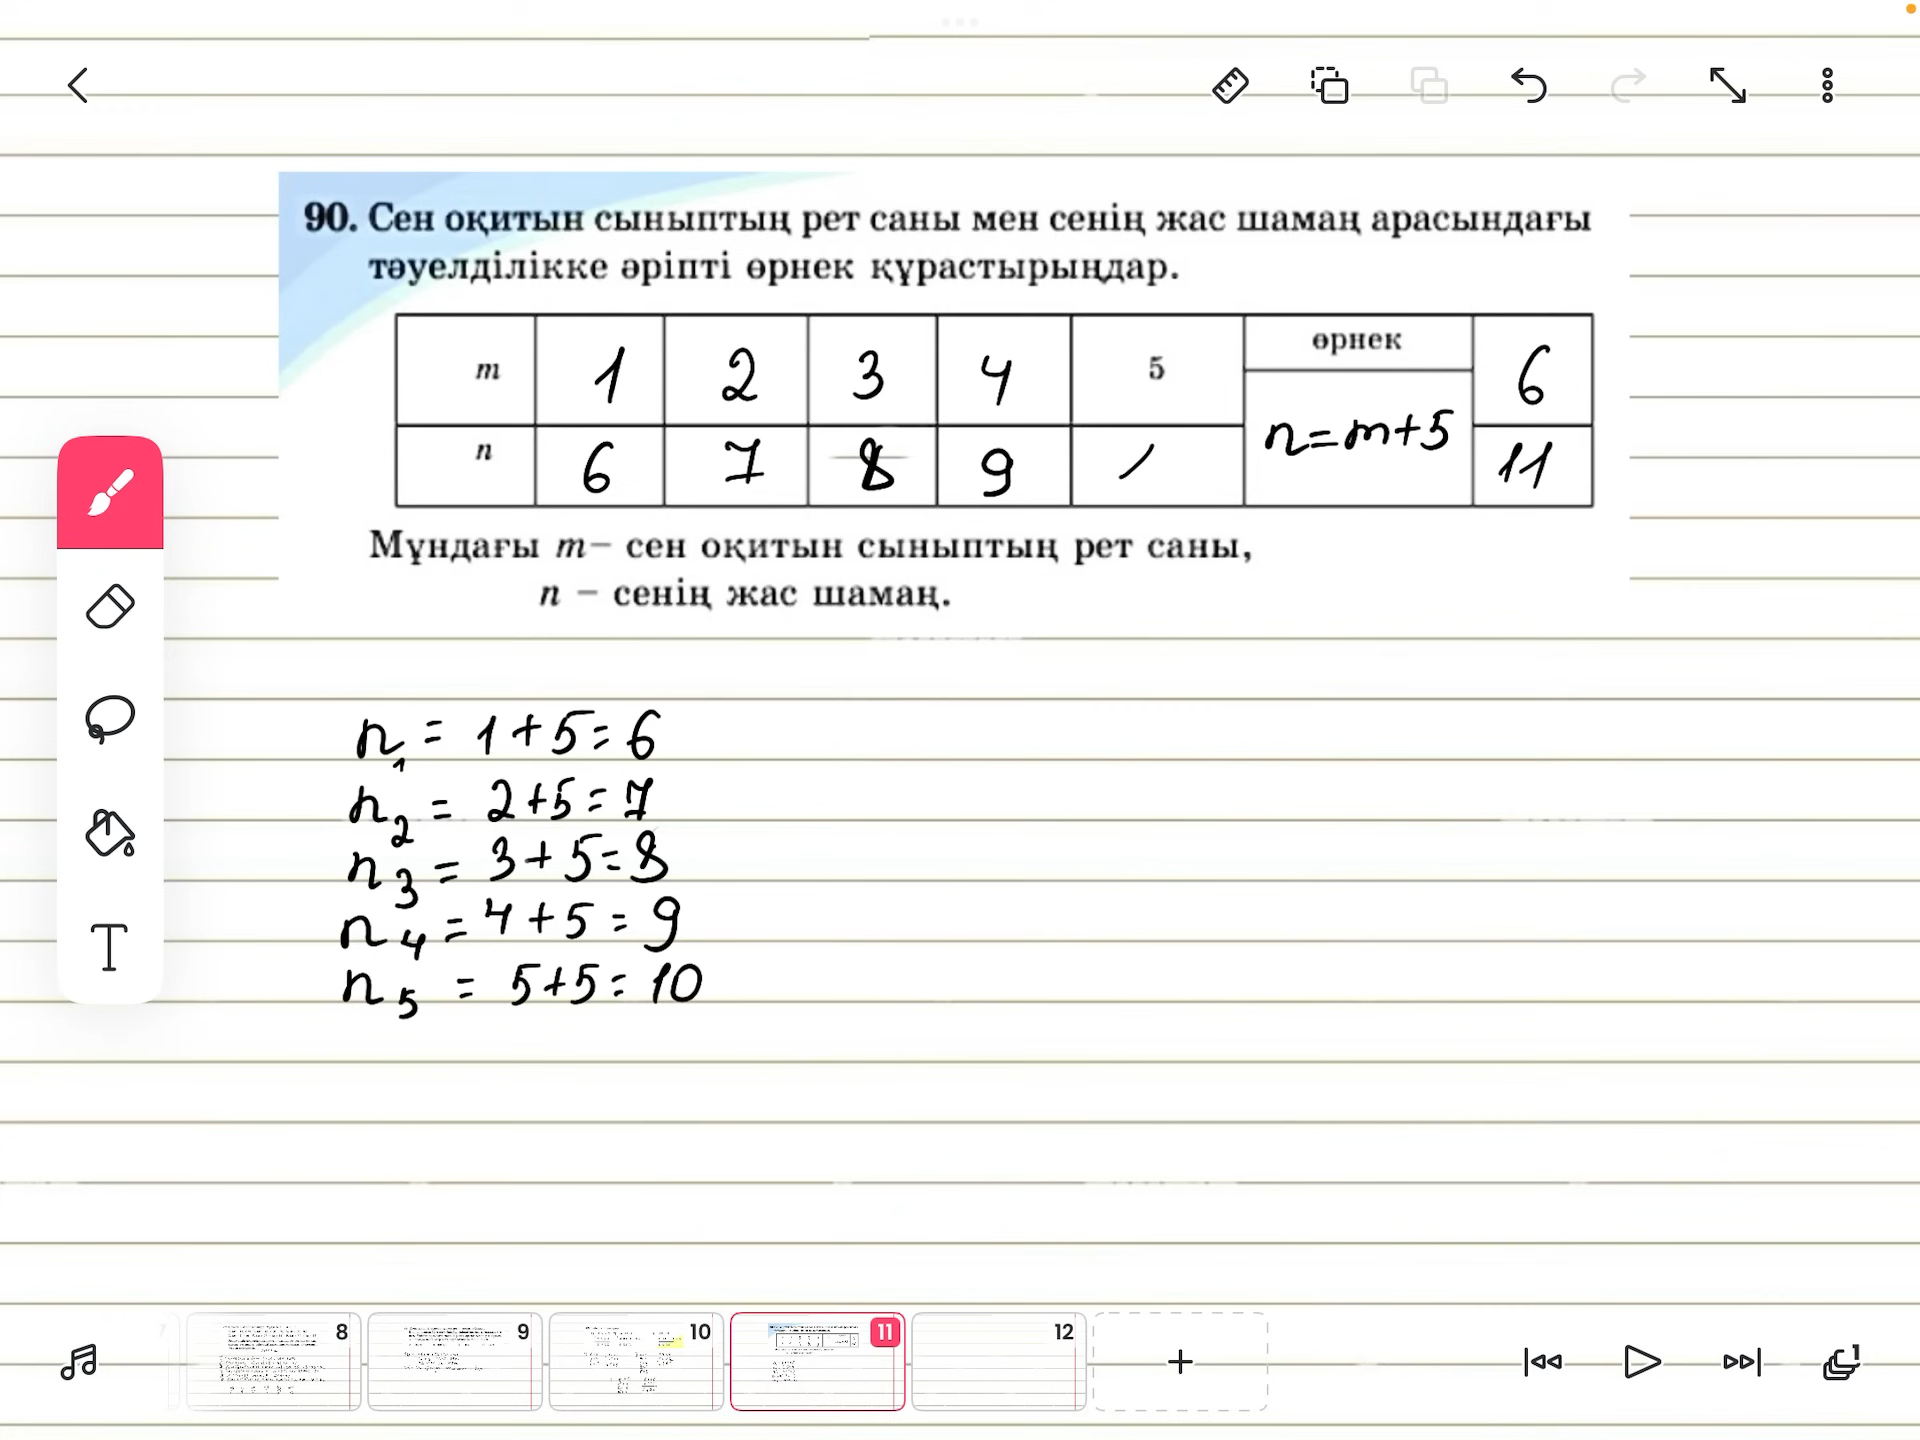 90. Сен оқитын сыныптың рет саны мен сенің жас шамаң арасындағы
тәуелділікке әріпті өрнек құрастырыңдар.
m 1 2 3 4 5 өрнек 6
n 6 7 8 9 n=m+5 11
Мұндағы m– сен оқитын сыныптың рет саны,
n – сенің жас шамаң.
n₁ = 1+5=6
n₂ = 2+5=7
n₃ = 3+5=8
n₄ = 4+5=9
n₅ = 5+5=10
T
8 9 10 11 12
1